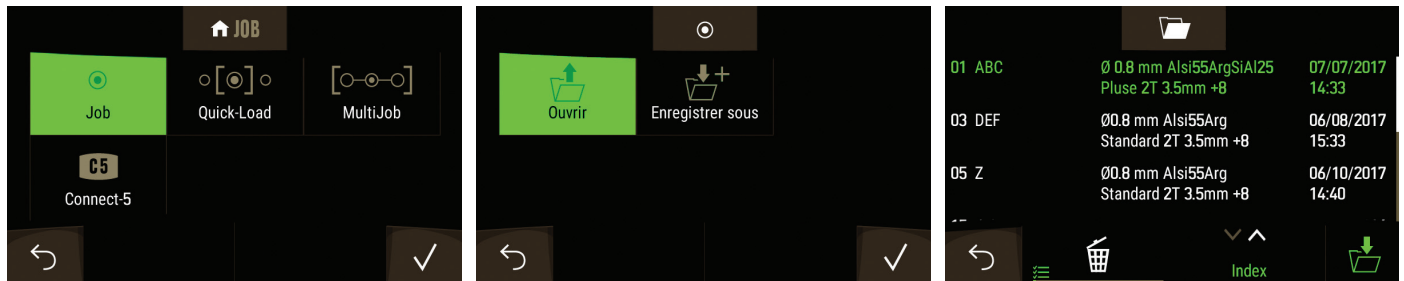 JOB
Job
Quick-Load
MultiJob
C5
Connect-5
Ouvrir
Enregistrer sous
01 ABC Ø 0.8 mm Alsi55ArgSiAl25 07/07/2017
Pluse 2T 3.5mm +8 14:33
03 DEF Ø0.8 mm Alsi55Arg 06/08/2017
Standard 2T 3.5mm +8 15:33
05 Z Ø0.8 mm Alsi55Arg 06/10/2017
Standard 2T 3.5mm +8 14:40
Index